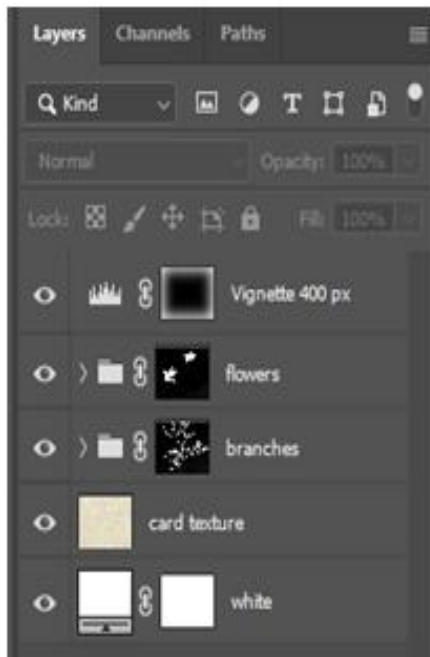 Layers Channels Paths
Kind
Normal Opacity: 100%
Lock: Fill: 100%
Vignette 400 px
flowers
branches
card texture
white